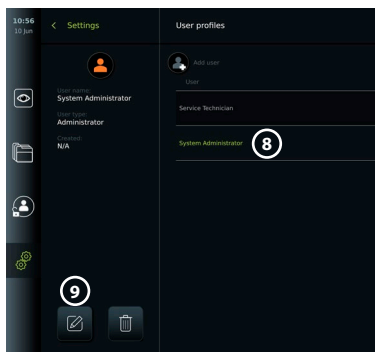 10:56
10 Jun
Settings
User profiles
Add user
User
User name:
System Administrator
User type:
Administrator
Created:
N/A
Service Technician
System Administrator
8
9